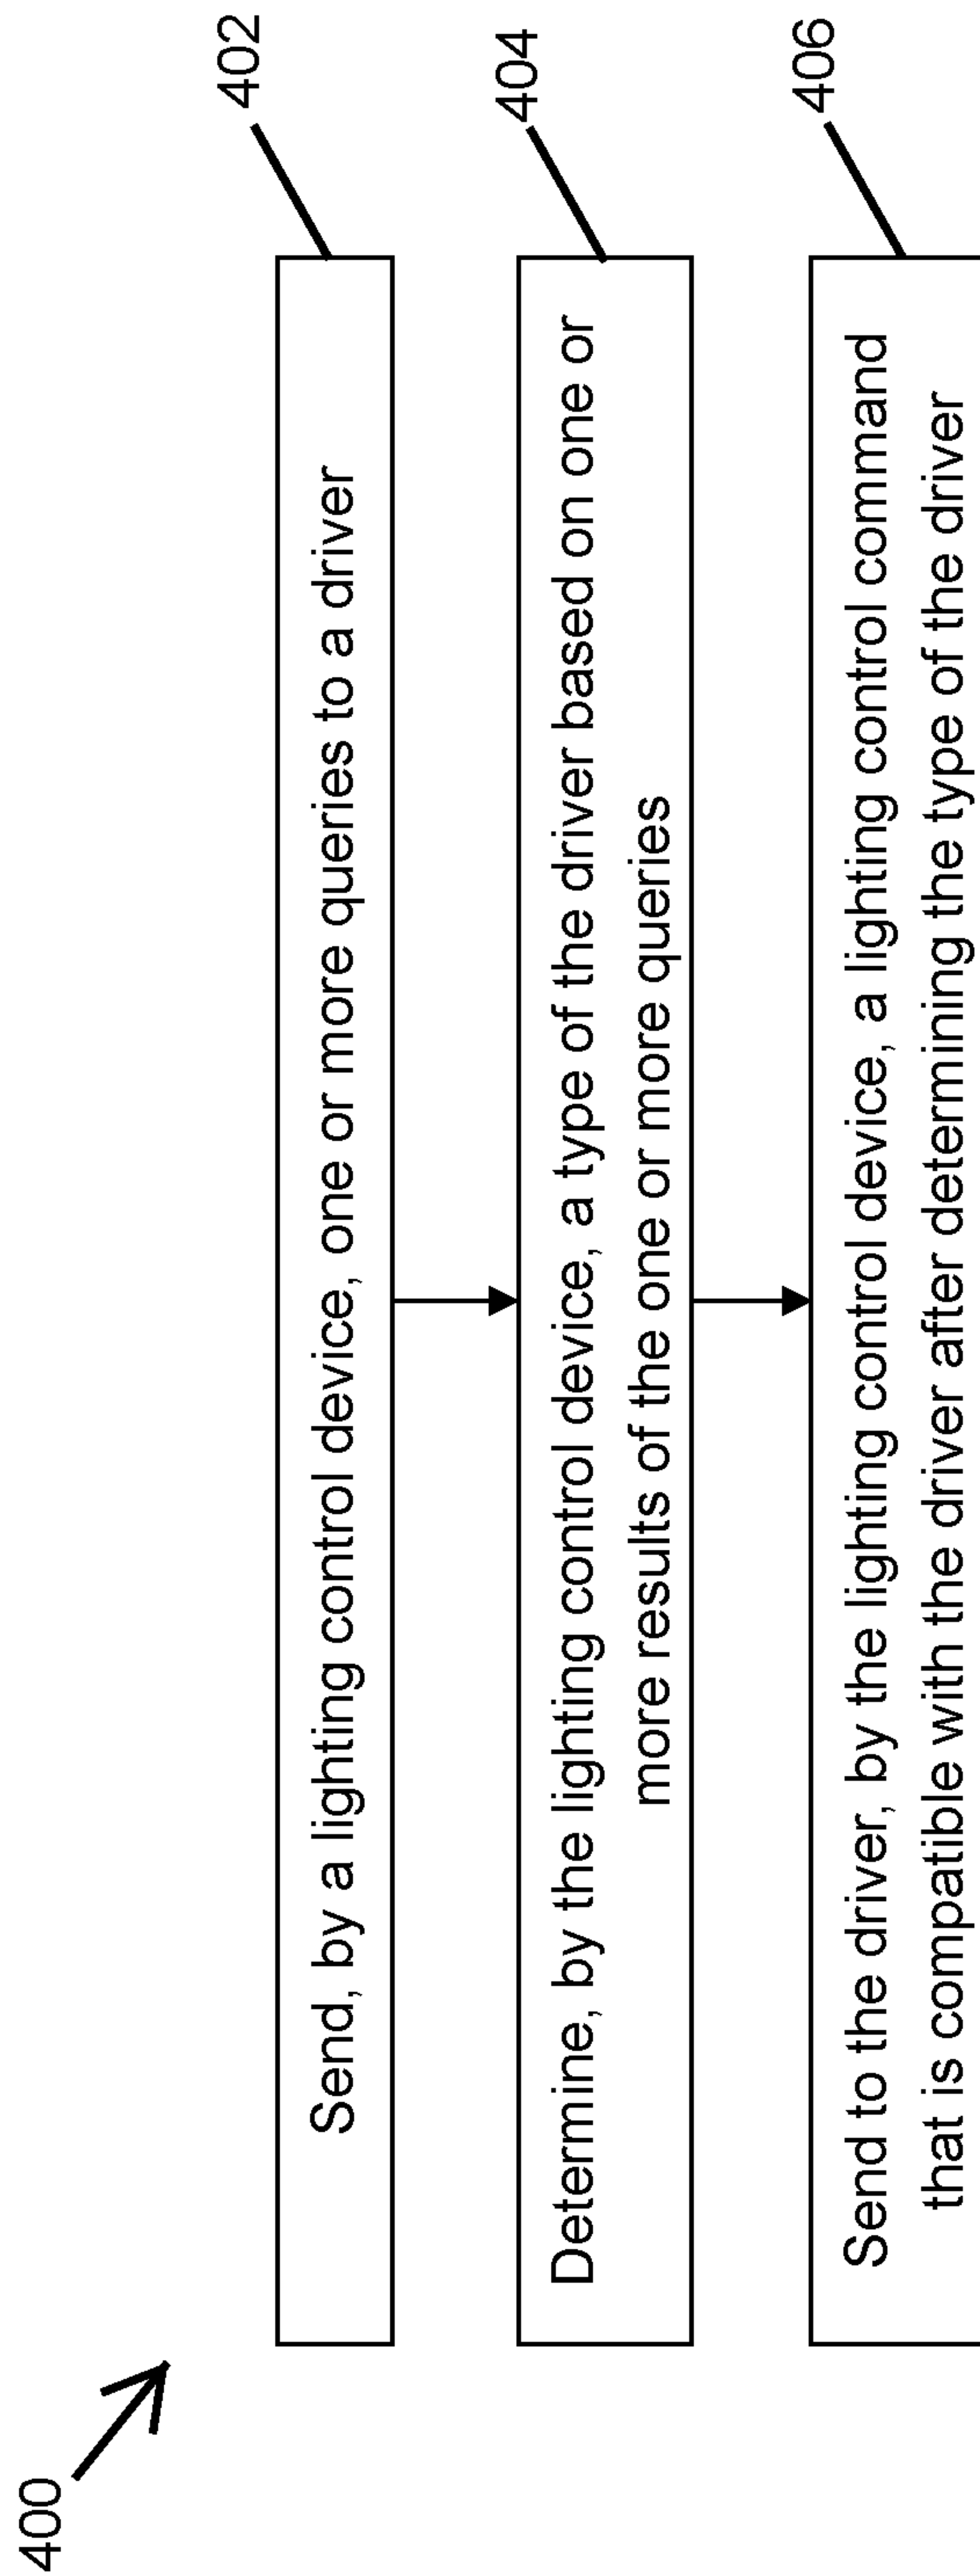 400
402
Send, by a lighting control device, one or more queries to a driver
404
Determine, by the lighting control device, a type of the driver based on one or
more results of the one or more queries
406
Send to the driver, by the lighting control device, a lighting control command
that is compatible with the driver after determining the type of the driver